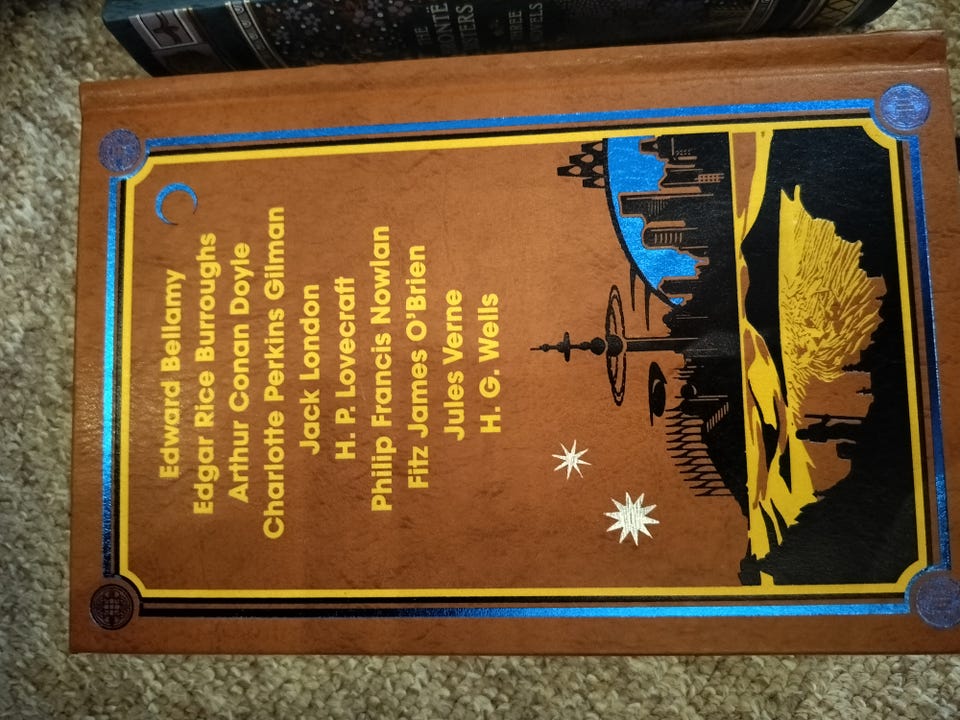 Edward Bellamy
Edgar Rice Burroughs
Arthur Conan Doyle
Charlotte Perkins Gilman
Jack London
H. P. Lovecraft
Philip Francis Nowlan
Fitz James O'Brien
Jules Verne
H. G. Wells
THE